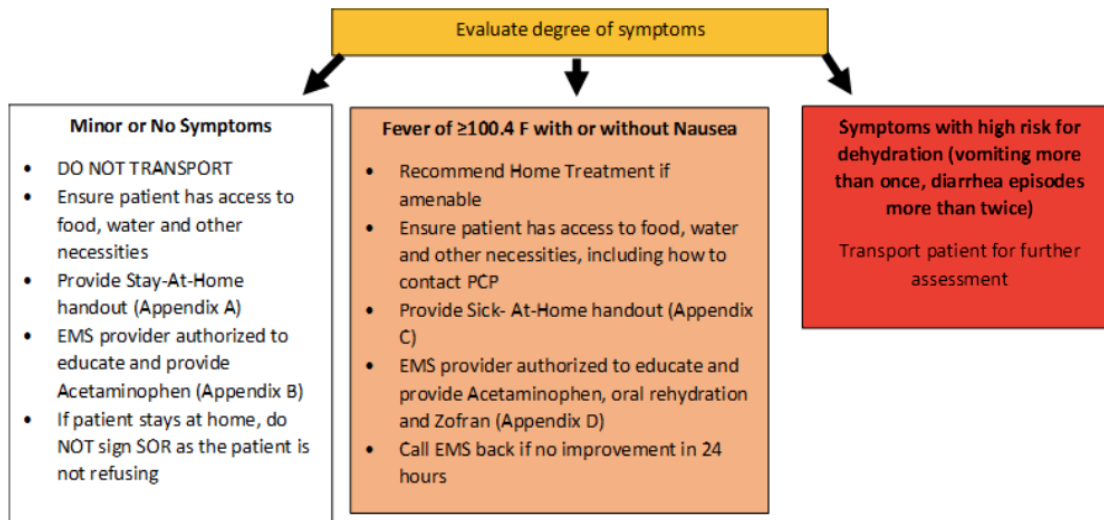 Evaluate degree of symptoms
Minor or No Symptoms
• DO NOT TRANSPORT
• Ensure patient has access to
food, water and other
necessities
• Provide Stay-At-Home
handout (Appendix A)
• EMS provider authorized to
educate and provide
Acetaminophen (Appendix B)
• If patient stays at home, do
NOT sign SOR as the patient is
not refusing
Fever of ≥100.4 F with or without Nausea
• Recommend Home Treatment if
amenable
• Ensure patient has access to food, water
and other necessities, including how to
contact PCP
• Provide Sick- At-Home handout (Appendix
C)
• EMS provider authorized to educate and
provide Acetaminophen, oral rehydration
and Zofran (Appendix D)
• Call EMS back if no improvement in 24
hours
Symptoms with high risk for
dehydration (vomiting more
than once, diarrhea episodes
more than twice)
Transport patient for further
assessment